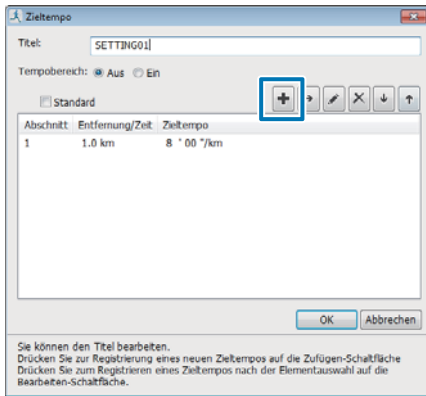 Zieltempo
Titel: SETTING01
Tempobereich: Aus Ein
Standard
Abschnitt Entfernung/Zeit Zieltempo
1 1.0 km 8 ' 00 "/km
OK Abbrechen
Sie können den Titel bearbeiten.
Drücken Sie zur Registrierung eines neuen Zieltempos auf die Zufügen-Schaltfläche
Drücken Sie zum Registrieren eines Zieltempos nach der Elementauswahl auf die
Bearbeiten-Schaltfläche.